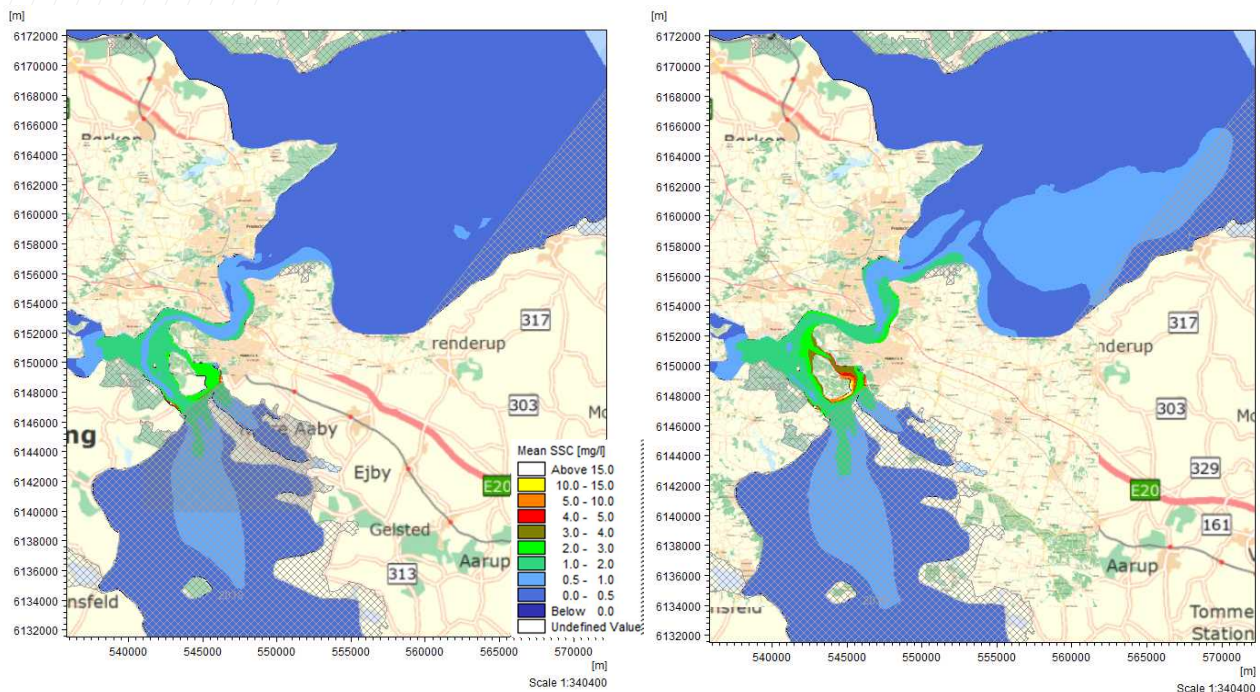 [m]
6172000
6170000
6168000
6166000
6164000
6162000
6160000
6158000
6156000
6154000
6152000
6150000
6148000
6146000
6144000
6142000
6140000
6138000
6136000
6134000
6132000
540000 545000 550000 555000 560000 565000 570000
[m]
Scale 1:340400
317
renderup
303
Aaby
ng
Ejby
E20
Gelsted
Aarup
313
nsfeld
Mean SSC [mg/l]
Above 15.0
10.0 - 15.0
5.0 - 10.0
4.0 - 5.0
3.0 - 4.0
2.0 - 3.0
1.0 - 2.0
0.5 - 1.0
0.0 - 0.5
Below 0.0
Undefined Value
[m]
6172000
6170000
6168000
6166000
6164000
6162000
6160000
6158000
6156000
6154000
6152000
6150000
6148000
6146000
6144000
6142000
6140000
6138000
6136000
6134000
6132000
540000 545000 550000 555000 560000 565000 570000
[m]
Scale 1:340400
317
nderup
303
Mo
329
E20
161
Aarup
nsfeld
Tomme
Station